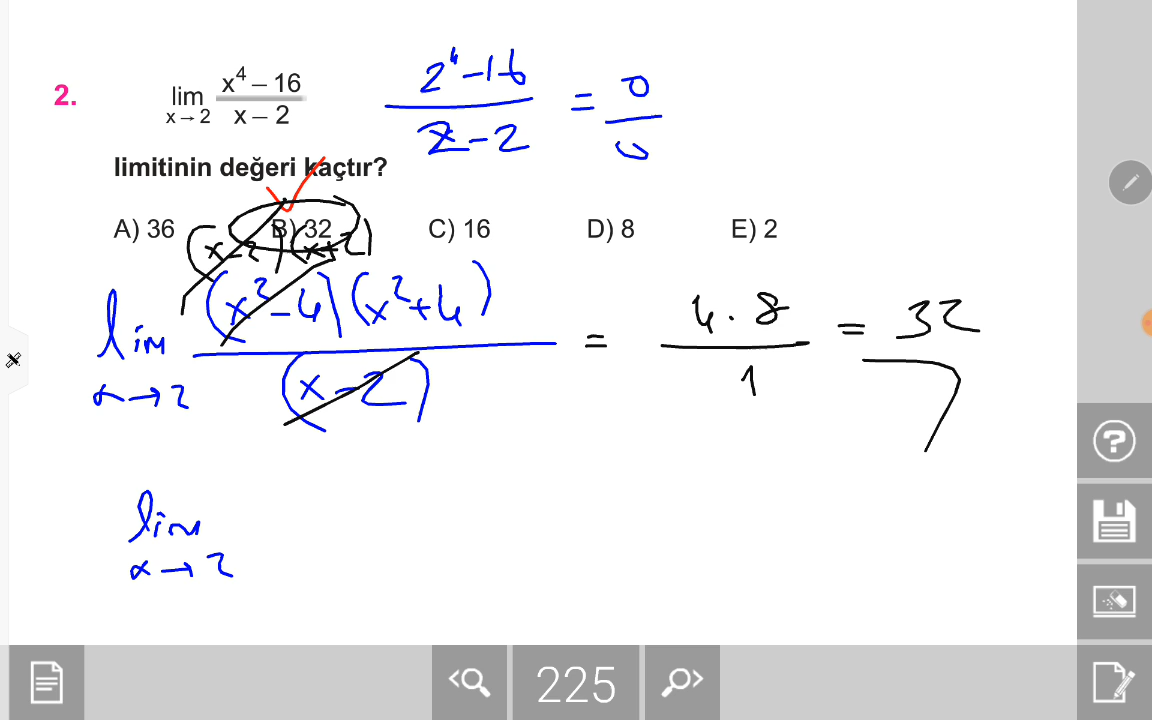 2. lim x→2 x⁴ – 16 / x – 2
2⁴ – 16 / 2 – 2 = 0 / 0
limitinin değeri kaçtır?
A) 36 B) 32 C) 16 D) 8 E) 2
(x–2)(x+2)
lim x→2 (x²–4)(x²+4) / (x–2) = 4.8 / 1 = 32
lim x→2
225